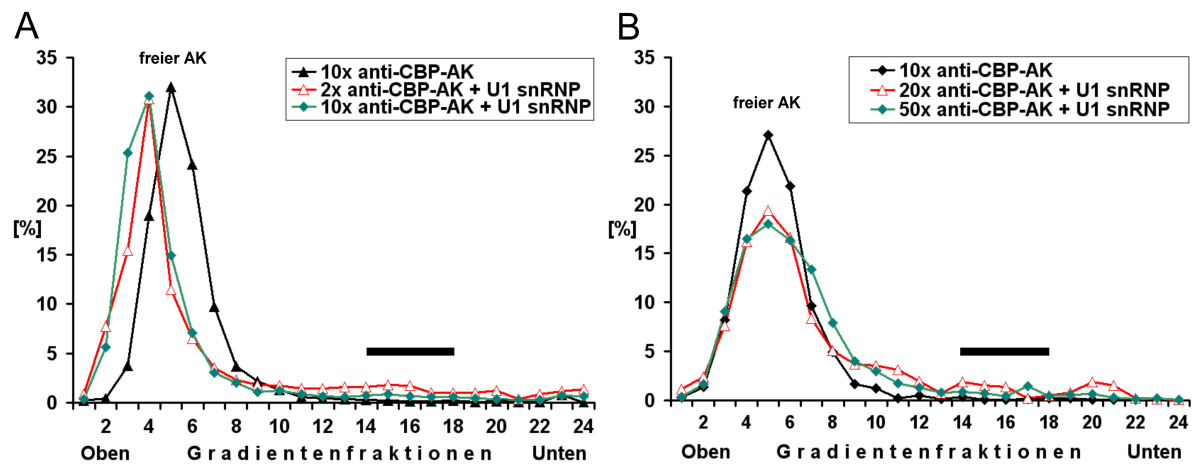 A
freier AK
10x anti-CBP-AK
2x anti-CBP-AK + U1 snRNP
10x anti-CBP-AK + U1 snRNP
35
30
25
20
[%]
15
10
5
0
2 4 6 8 10 12 14 16 18 20 22 24
Oben Gradientenfraktionen Unten
B
freier AK
10x anti-CBP-AK
20x anti-CBP-AK + U1 snRNP
50x anti-CBP-AK + U1 snRNP
35
30
25
20
[%]
15
10
5
0
2 4 6 8 10 12 14 16 18 20 22 24
Oben Gradientenfraktionen Unten